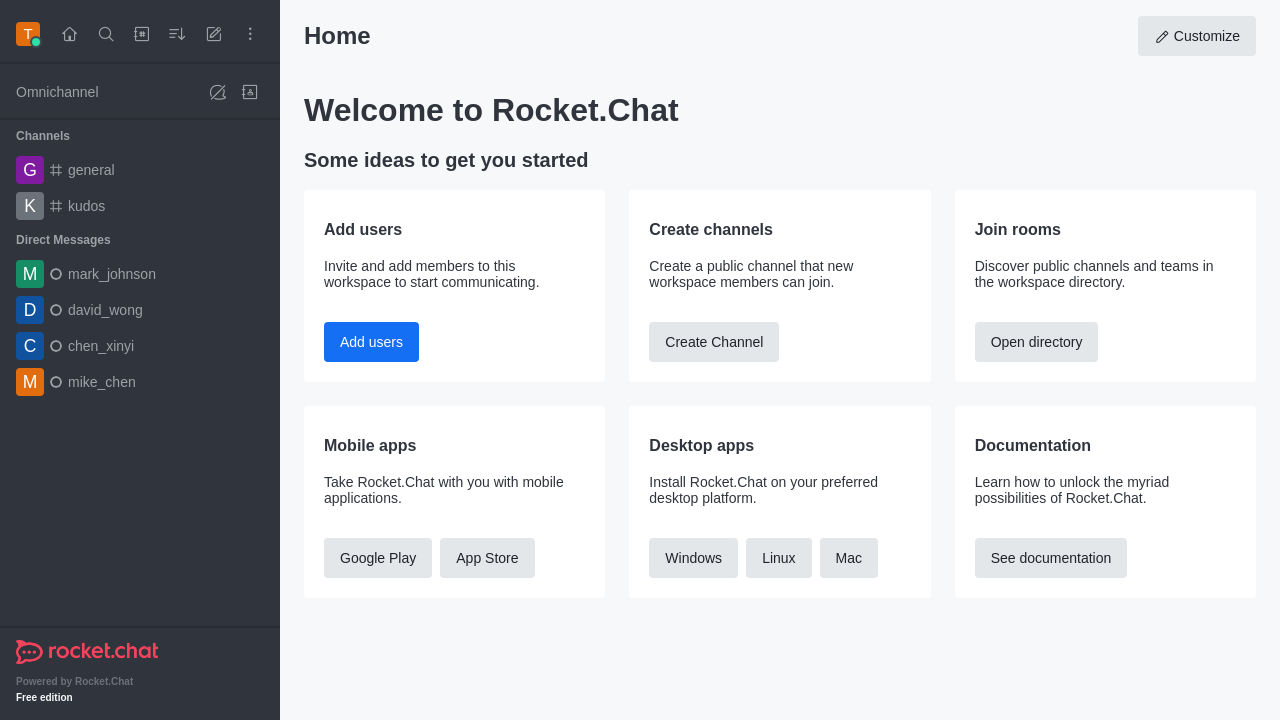 T
Home
Customize
Omnichannel
Channels
G general
K kudos
Direct Messages
M mark_johnson
D david_wong
C chen_xinyi
M mike_chen
rocket.chat
Powered by Rocket.Chat
Free edition
Welcome to Rocket.Chat
Some ideas to get you started
Add users
Invite and add members to this
workspace to start communicating.
Add users
Create channels
Create a public channel that new
workspace members can join.
Create Channel
Join rooms
Discover public channels and teams in
the workspace directory.
Open directory
Mobile apps
Take Rocket.Chat with you with mobile
applications.
Google Play App Store
Desktop apps
Install Rocket.Chat on your preferred
desktop platform.
Windows Linux Mac
Documentation
Learn how to unlock the myriad
possibilities of Rocket.Chat.
See documentation